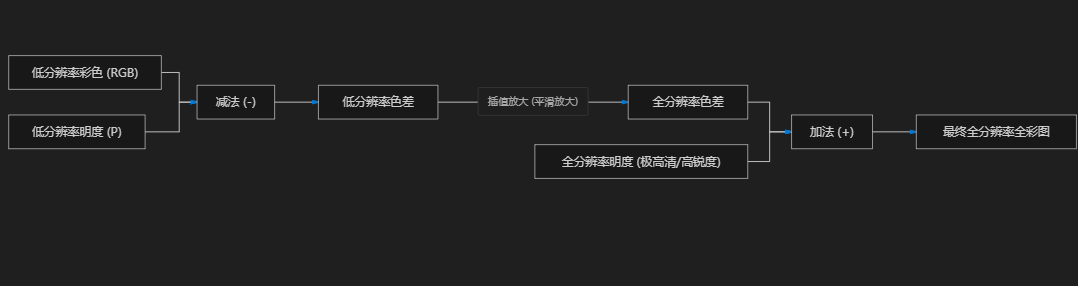 低分辨率彩色 (RGB)
低分辨率明度 (P)
减法 (-)
低分辨率色差
插值放大 (平滑放大)
全分辨率色差
全分辨率明度 (极高清/高锐度)
加法 (+)
最终全分辨率全彩图